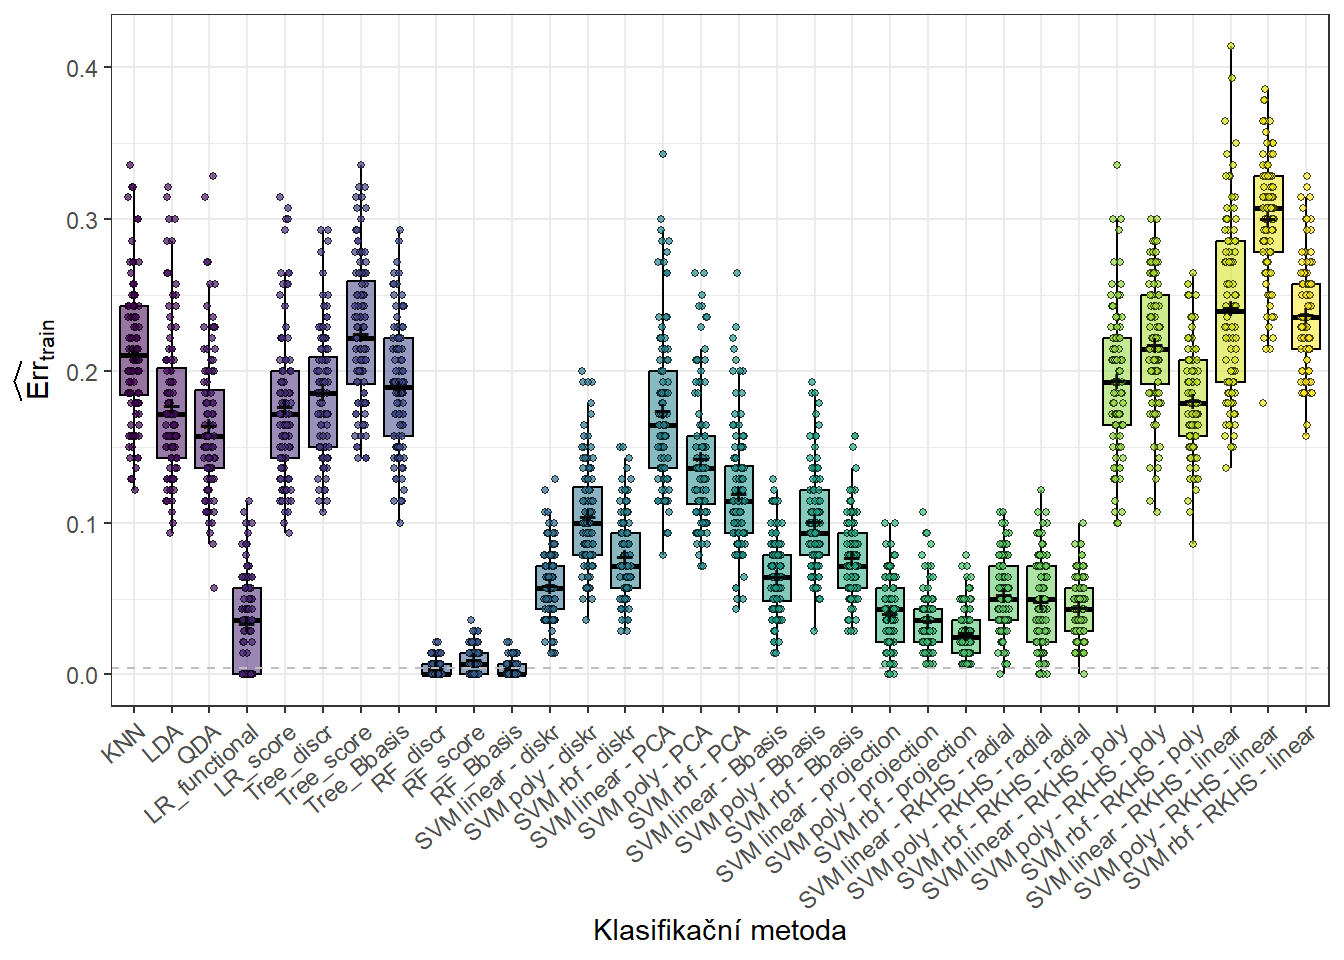 0.4
0.3
0.2
0.1
0.0
Err train
KNN
LDA
QDA
LR_functional
LR_score
Tree_discr
Tree_score
Tree_Bbasis
RF_discr
RF_score
RF_Bbasis
SVM linear - diskr
SVM poly - diskr
SVM rbf - diskr
SVM linear - PCA
SVM poly - PCA
SVM rbf - PCA
SVM linear - Bbasis
SVM poly - Bbasis
SVM rbf - Bbasis
SVM linear - projection
SVM poly - projection
SVM rbf - projection
SVM linear - RKHS - radial
SVM poly - RKHS - radial
SVM rbf - RKHS - radial
SVM linear - RKHS - poly
SVM poly - RKHS - poly
SVM rbf - RKHS - poly
SVM linear - RKHS - linear
SVM poly - RKHS - linear
SVM rbf - RKHS - linear
Klasifikační metoda